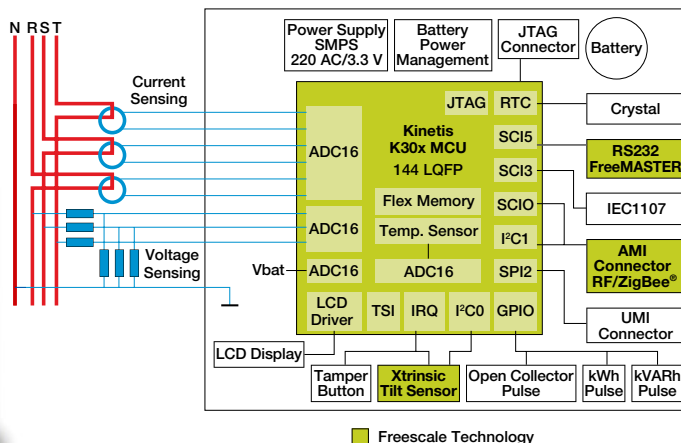 N R S T
Current
Sensing
Voltage
Sensing
Vbat
Power Supply
SMPS
220 AC/3.3 V
Battery
Power
Management
JTAG
Connector
Battery
JTAG
RTC
Kinetis
K30x MCU
144 LQFP
ADC16
ADC16
ADC16
Flex Memory
Temp. Sensor
ADC16
SCI5
SCI3
SCIO
I²C1
SPI2
LCD
Driver
TSI
IRQ
I²C0
GPIO
Crystal
RS232
FreeMASTER
IEC1107
AMI
Connector
RF/ZigBee®
UMI
Connector
LCD Display
Tamper
Button
Xtrinsic
Tilt Sensor
Open Collector
Pulse
kWh
Pulse
kVARh
Pulse
Freescale Technology